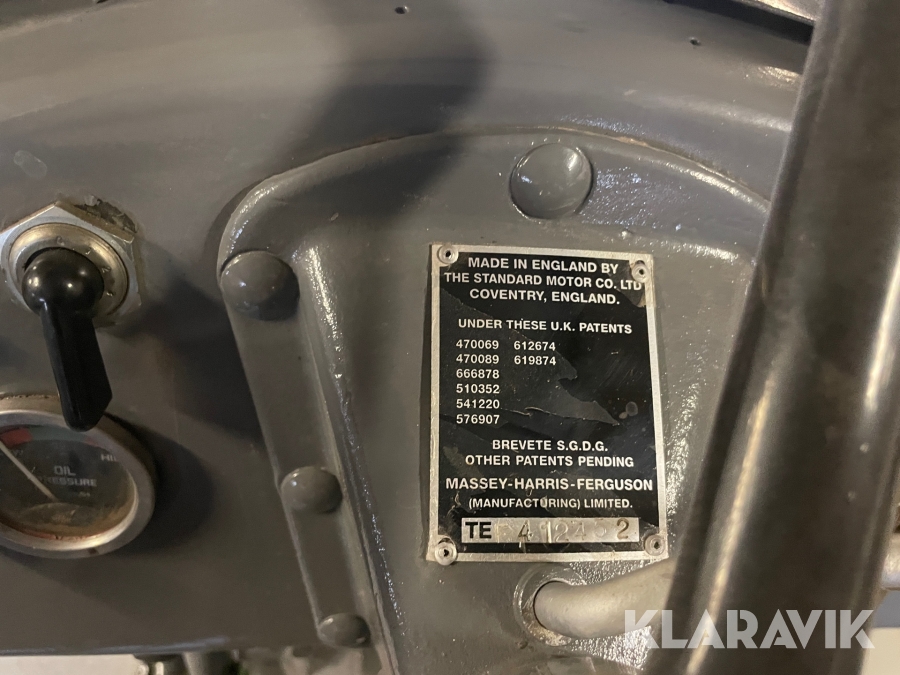 MADE IN ENGLAND BY
THE STANDARD MOTOR CO. LTD
COVENTRY, ENGLAND.
UNDER THESE U.K. PATENTS
470069 612674
470089 619874
666878
510352
541220
576907
BREVETE S.G.D.G.
OTHER PATENTS PENDING
MASSEY-HARRIS-FERGUSON
(MANUFACTURING) LIMITED.
TE
OIL
KLARAVIK